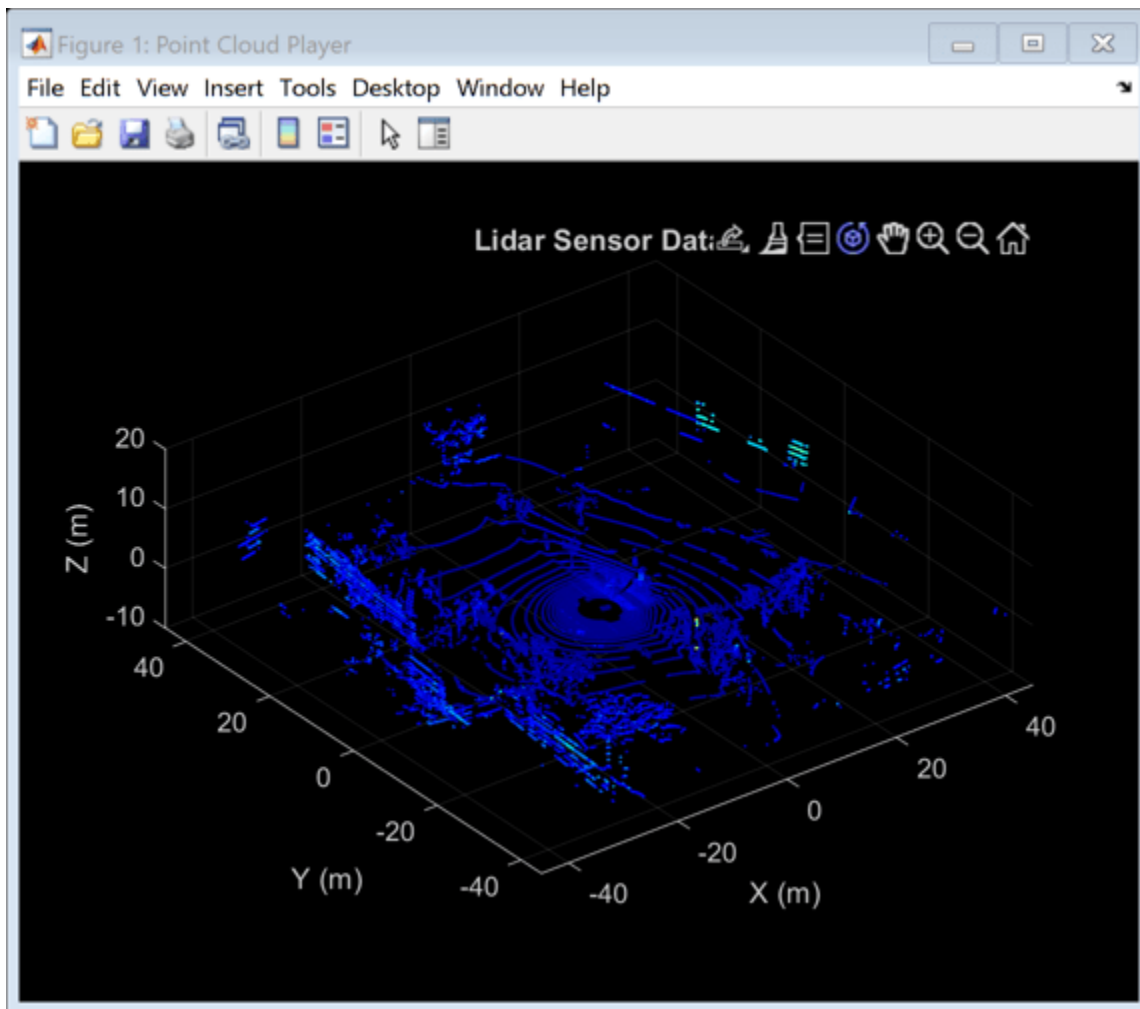 Figure 1: Point Cloud Player
File Edit View Insert Tools Desktop Window Help
Lidar Sensor Data
20
10
0
-10
Z (m)
40
20
0
-20
-40
Y (m)
-40
-20
0
20
40
X (m)